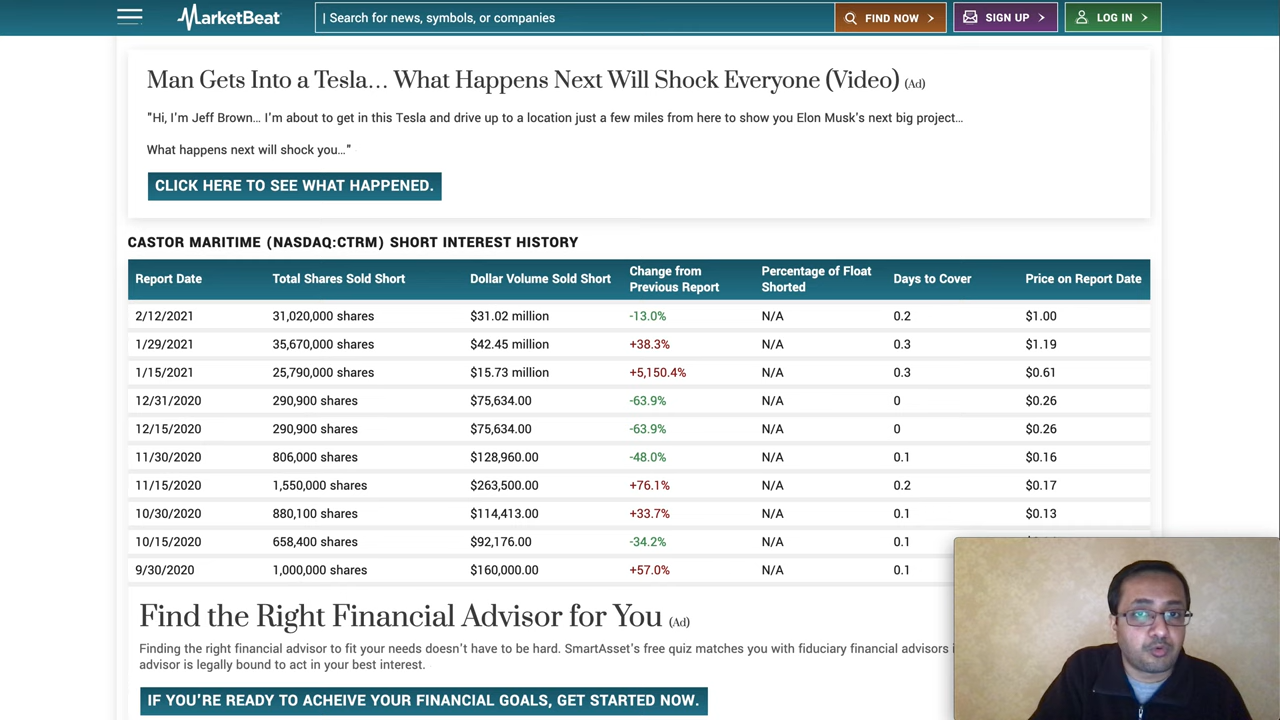 MarketBeat | Search for news, symbols, or companies FIND NOW SIGN UP LOG IN
Man Gets Into a Tesla… What Happens Next Will Shock Everyone (Video) (Ad)
"Hi, I'm Jeff Brown… I'm about to get in this Tesla and drive up to a location just a few miles from here to show you Elon Musk's next big project…
What happens next will shock you…"
CLICK HERE TO SEE WHAT HAPPENED.
CASTOR MARITIME (NASDAQ:CTRM) SHORT INTEREST HISTORY
Report Date Total Shares Sold Short Dollar Volume Sold Short Change from Previous Report Percentage of Float Shorted Days to Cover Price on Report Date
2/12/2021 31,020,000 shares $31.02 million -13.0% N/A 0.2 $1.00
1/29/2021 35,670,000 shares $42.45 million +38.3% N/A 0.3 $1.19
1/15/2021 25,790,000 shares $15.73 million +5,150.4% N/A 0.3 $0.61
12/31/2020 290,900 shares $75,634.00 -63.9% N/A 0 $0.26
12/15/2020 290,900 shares $75,634.00 -63.9% N/A 0 $0.26
11/30/2020 806,000 shares $128,960.00 -48.0% N/A 0.1 $0.16
11/15/2020 1,550,000 shares $263,500.00 +76.1% N/A 0.2 $0.17
10/30/2020 880,100 shares $114,413.00 +33.7% N/A 0.1 $0.13
10/15/2020 658,400 shares $92,176.00 -34.2% N/A 0.1
9/30/2020 1,000,000 shares $160,000.00 +57.0% N/A 0.1
Find the Right Financial Advisor for You (Ad)
Finding the right financial advisor to fit your needs doesn't have to be hard. SmartAsset's free quiz matches you with fiduciary financial advisors
advisor is legally bound to act in your best interest.
IF YOU'RE READY TO ACHEIVE YOUR FINANCIAL GOALS, GET STARTED NOW.